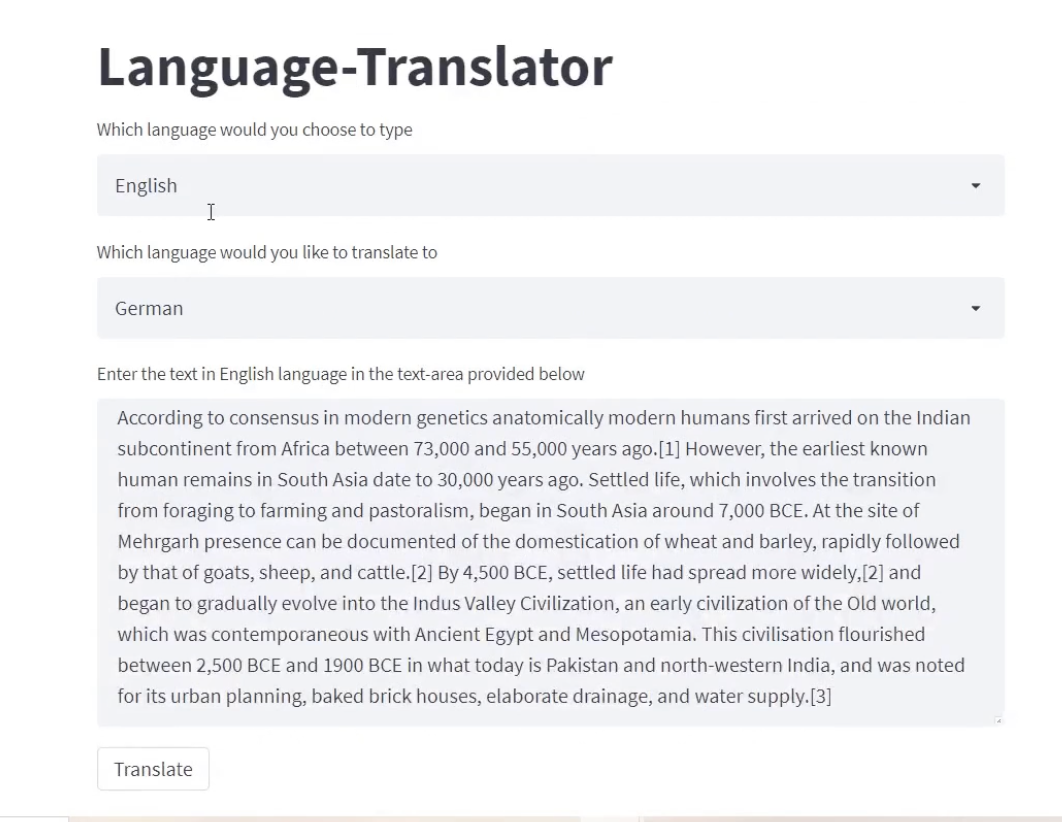 Language-Translator
Which language would you choose to type
English
Which language would you like to translate to
German
Enter the text in English language in the text-area provided below
According to consensus in modern genetics anatomically modern humans first arrived on the Indian
subcontinent from Africa between 73,000 and 55,000 years ago.[1] However, the earliest known
human remains in South Asia date to 30,000 years ago. Settled life, which involves the transition
from foraging to farming and pastoralism, began in South Asia around 7,000 BCE. At the site of
Mehrgarh presence can be documented of the domestication of wheat and barley, rapidly followed
by that of goats, sheep, and cattle.[2] By 4,500 BCE, settled life had spread more widely,[2] and
began to gradually evolve into the Indus Valley Civilization, an early civilization of the Old world,
which was contemporaneous with Ancient Egypt and Mesopotamia. This civilisation flourished
between 2,500 BCE and 1900 BCE in what today is Pakistan and north-western India, and was noted
for its urban planning, baked brick houses, elaborate drainage, and water supply.[3]
Translate